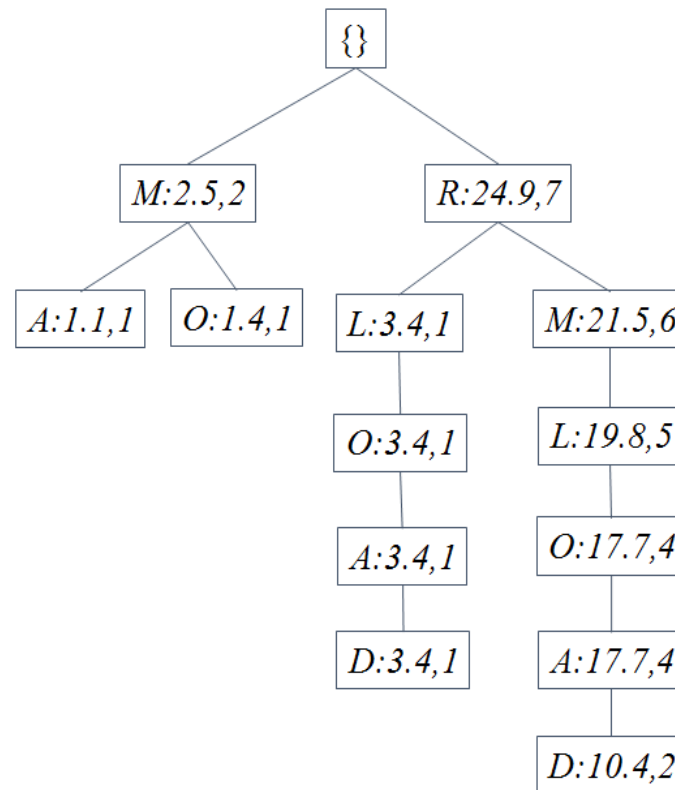 {}
M:2.5,2
R:24.9,7
A:1.1,1
O:1.4,1
L:3.4,1
M:21.5,6
O:3.4,1
L:19.8,5
A:3.4,1
O:17.7,4
D:3.4,1
A:17.7,4
D:10.4,2